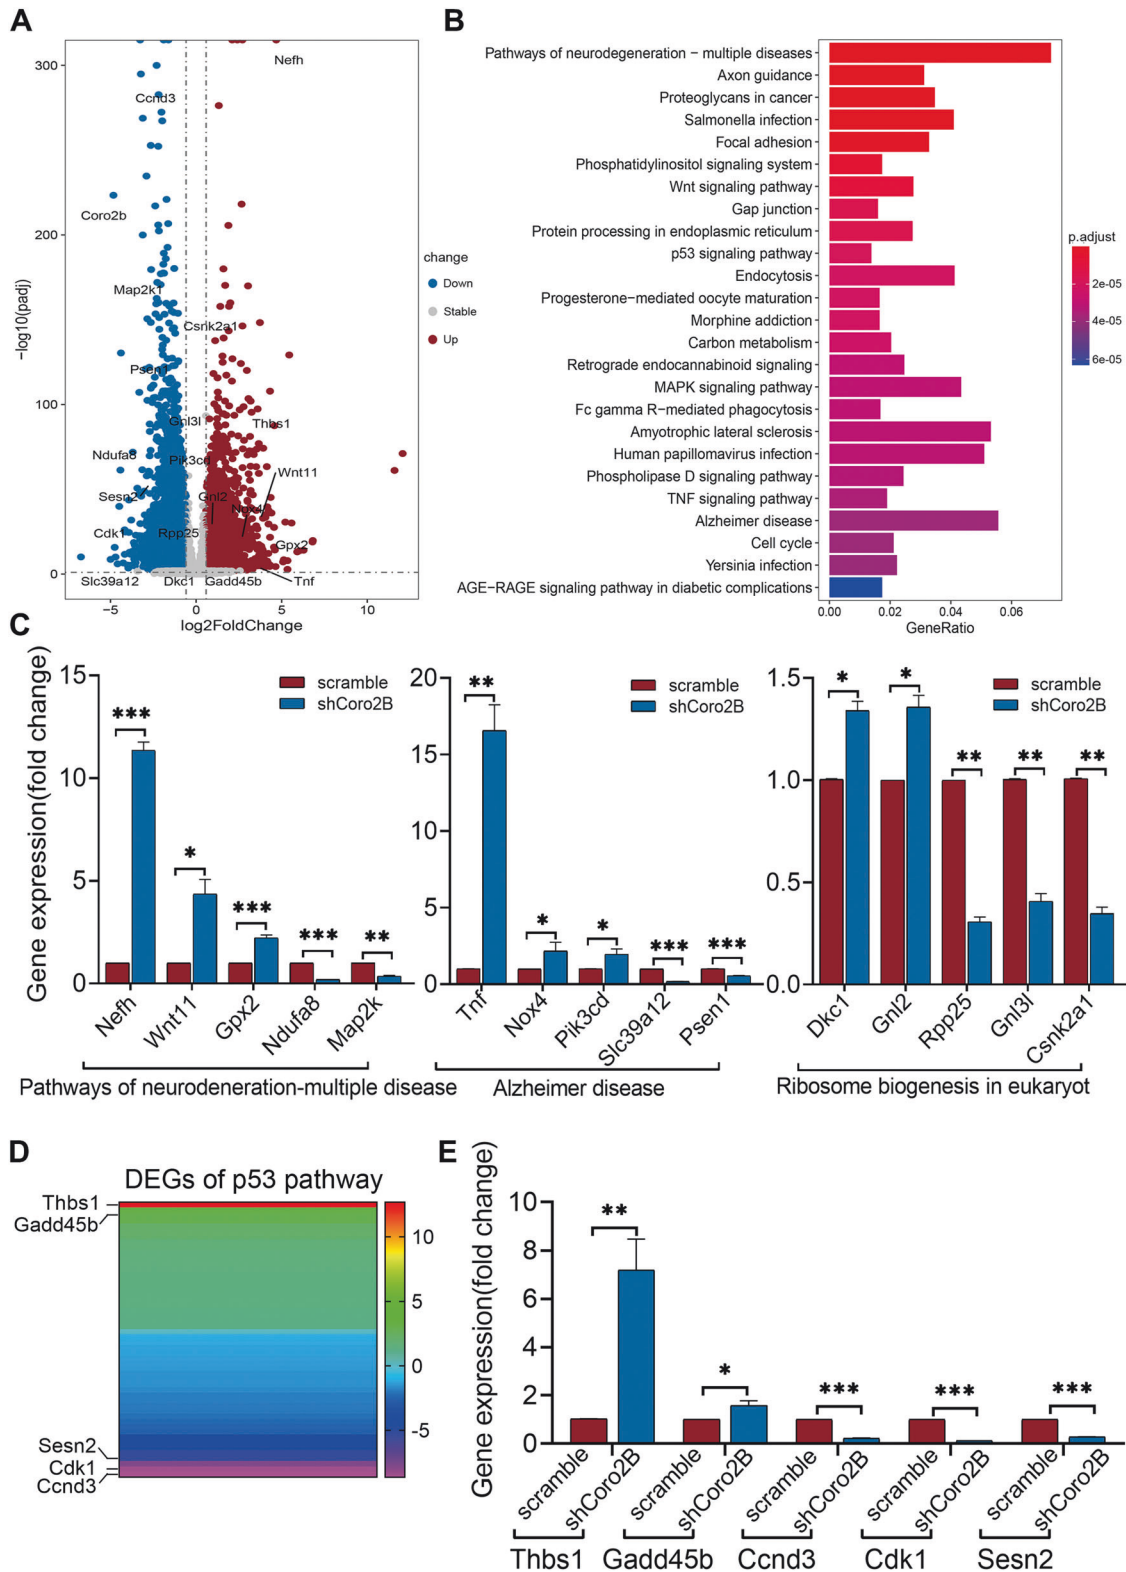 A
300
200
100
0
−log10(padj)
Nefh
Ccnd3
Coro2b
Map2k1
Csnk2a1
Psen1
Gnl3l
Thbs1
Ndufa8
Pik3cd
Wnt11
Sesn2
Gnl2
Nox4
Cdk1
Rpp25
Gpx2
Slc39a12
Dkc1
Gadd45b
Tnf
−5
0
5
10
log2FoldChange
change
Down
Stable
Up
B
Pathways of neurodegeneration − multiple diseases
Axon guidance
Proteoglycans in cancer
Salmonella infection
Focal adhesion
Phosphatidylinositol signaling system
Wnt signaling pathway
Gap junction
Protein processing in endoplasmic reticulum
p53 signaling pathway
Endocytosis
Progesterone−mediated oocyte maturation
Morphine addiction
Carbon metabolism
Retrograde endocannabinoid signaling
MAPK signaling pathway
Fc gamma R−mediated phagocytosis
Amyotrophic lateral sclerosis
Human papillomavirus infection
Phospholipase D signaling pathway
TNF signaling pathway
Alzheimer disease
Cell cycle
Yersinia infection
AGE−RAGE signaling pathway in diabetic complications
0.00
0.02
0.04
0.06
GeneRatio
p.adjust
2e-05
4e-05
6e-05
C
Gene expression(fold change)
15
10
5
0
scramble
shCoro2B
***
*
***
***
**
Nefh
Wnt11
Gpx2
Ndufa8
Map2k
Pathways of neurodeneration-multiple disease
20
15
10
5
0
scramble
shCoro2B
**
*
*
***
***
Tnf
Nox4
Pik3cd
Slc39a12
Psen1
Alzheimer disease
1.5
1.0
0.5
0.0
scramble
shCoro2B
*
*
**
**
**
Dkc1
Gnl2
Rpp25
Gnl3l
Csnk2a1
Ribosome biogenesis in eukaryot
D
DEGs of p53 pathway
Thbs1
Gadd45b
Sesn2
Cdk1
Ccnd3
10
5
0
-5
E
Gene expression(fold change)
10
8
6
4
2
0
**
*
***
***
***
scramble
shCoro2B
scramble
shCoro2B
scramble
shCoro2B
scramble
shCoro2B
scramble
shCoro2B
Thbs1
Gadd45b
Ccnd3
Cdk1
Sesn2